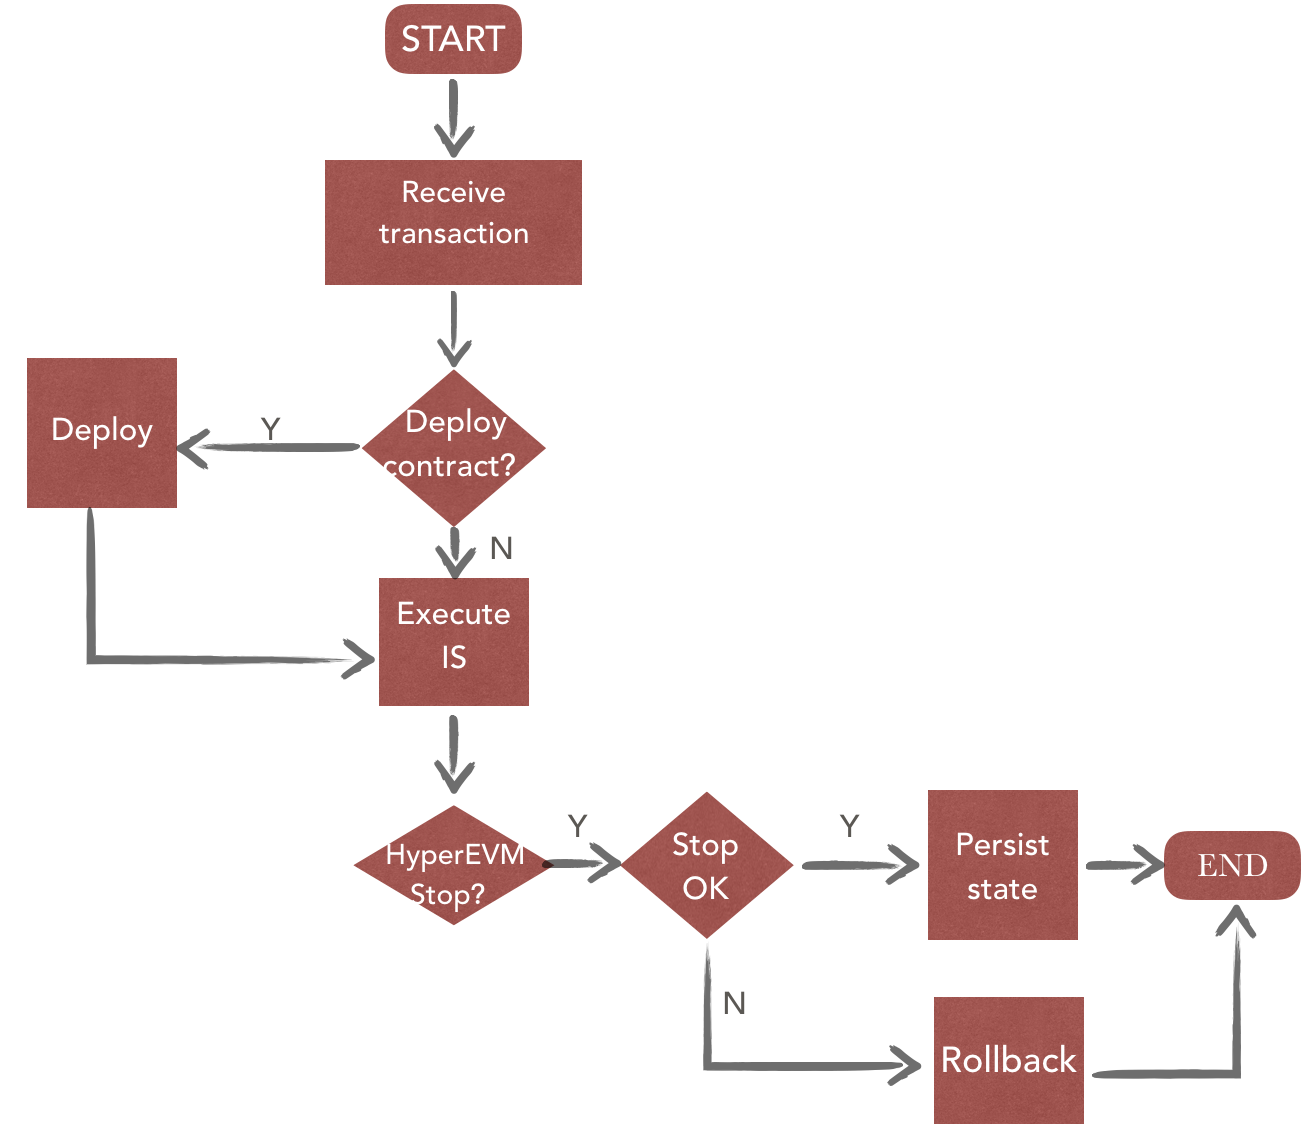 START
Receive
transaction
Deploy
contract?
Y
Deploy
N
Execute
IS
HyperEVM
Stop?
Y
Stop
OK
Y
Persist
state
END
N
Rollback